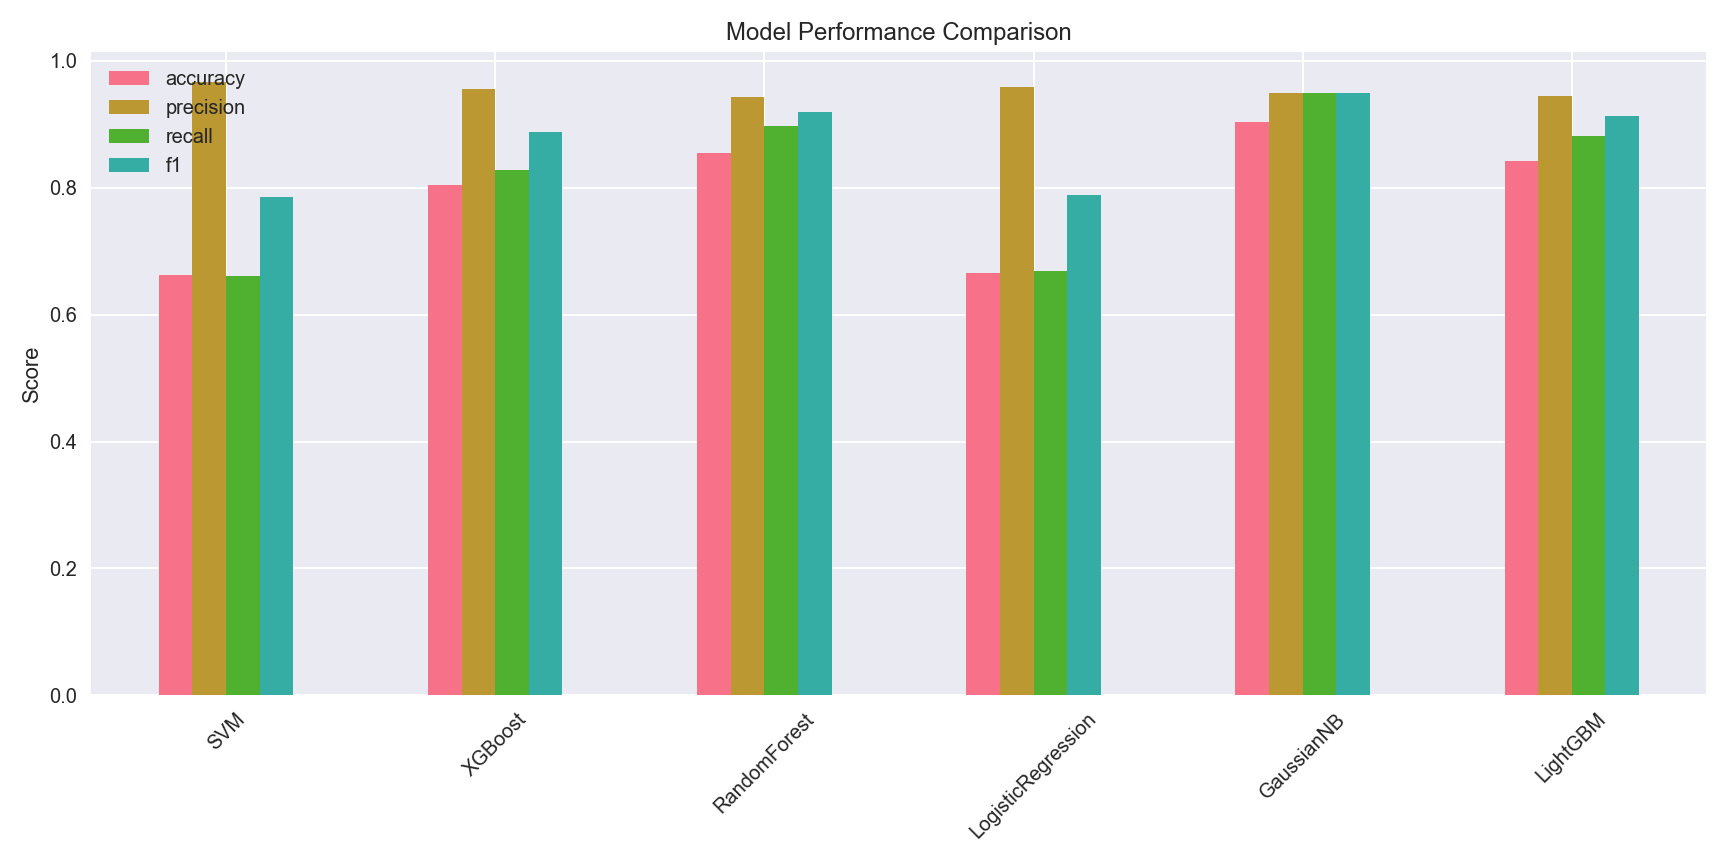 Model Performance Comparison
1.0
0.8
0.6
0.4
0.2
0.0
Score
accuracy
precision
recall
f1
SVM
XGBoost
RandomForest
LogisticRegression
GaussianNB
LightGBM